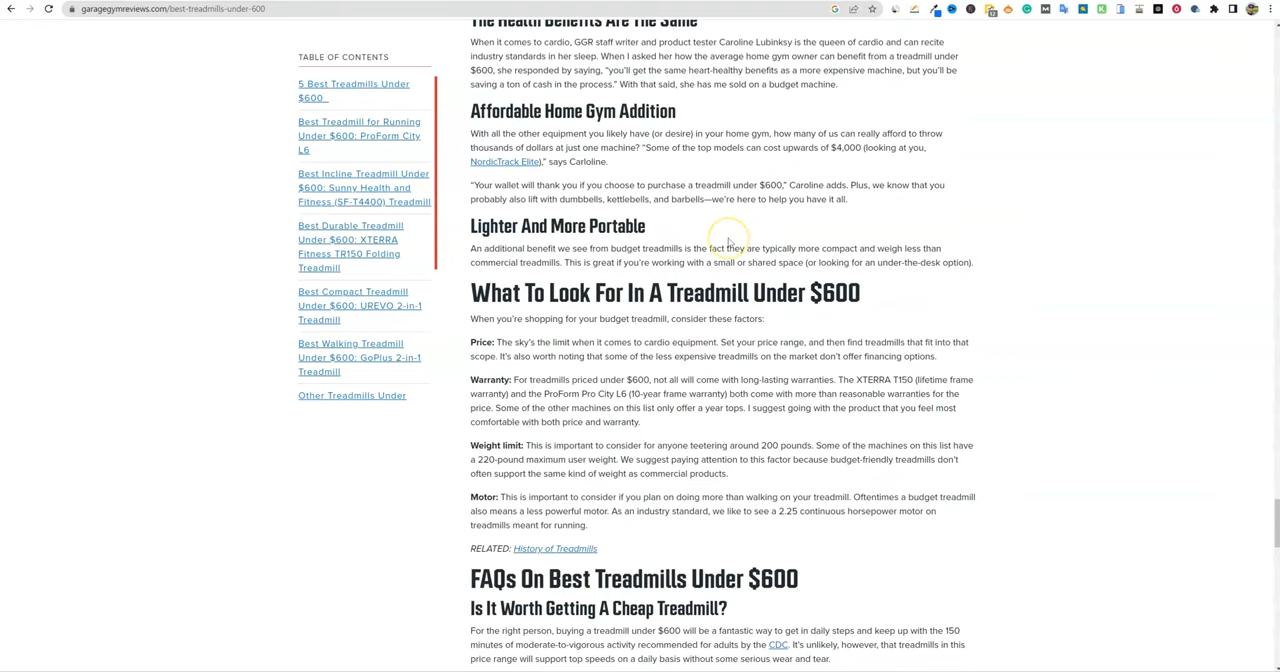 garagegymreviews.com/best-treadmills-under-600
TABLE OF CONTENTS
5 Best Treadmills Under
$600
Best Treadmill for Running
Under $600: ProForm City
L6
Best Incline Treadmill Under
$600: Sunny Health and
Fitness (SF-T4400) Treadmill
Best Durable Treadmill
Under $600: XTERRA
Fitness TR150 Folding
Treadmill
Best Compact Treadmill
Under $600: UREVO 2-in-1
Treadmill
Best Walking Treadmill
Under $600: GoPlus 2-in-1
Treadmill
Other Treadmills Under
The Health Benefits Are The Same
When it comes to cardio, GGR staff writer and product tester Caroline Lubinksy is the queen of cardio and can recite
industry standards in her sleep. When I asked her how the average home gym owner can benefit from a treadmill under
$600, she responded by saying, “you’ll get the same heart-healthy benefits as a more expensive machine, but you’ll be
saving a ton of cash in the process.” With that said, she has me sold on a budget machine.
Affordable Home Gym Addition
With all the other equipment you likely have (or desire) in your home gym, how many of us can really afford to throw
thousands of dollars at just one machine? “Some of the top models can cost upwards of $4,000 (looking at you,
NordicTrack Elite),” says Carloline.
“Your wallet will thank you if you choose to purchase a treadmill under $600,” Caroline adds. Plus, we know that you
probably also lift with dumbbells, kettlebells, and barbells—we’re here to help you have it all.
Lighter And More Portable
An additional benefit we see from budget treadmills is the fact they are typically more compact and weigh less than
commercial treadmills. This is great if you’re working with a small or shared space (or looking for an under-the-desk option).
What To Look For In A Treadmill Under $600
When you’re shopping for your budget treadmill, consider these factors:
Price: The sky’s the limit when it comes to cardio equipment. Set your price range, and then find treadmills that fit into that
scope. It’s also worth noting that some of the less expensive treadmills on the market don’t offer financing options.
Warranty: For treadmills priced under $600, not all will come with long-lasting warranties. The XTERRA T150 (lifetime frame
warranty) and the ProForm Pro City L6 (10-year frame warranty) both come with more than reasonable warranties for the
price. Some of the other machines on this list only offer a year tops. I suggest going with the product that you feel most
comfortable with both price and warranty.
Weight limit: This is important to consider for anyone teetering around 200 pounds. Some of the machines on this list have
a 220-pound maximum user weight. We suggest paying attention to this factor because budget-friendly treadmills don’t
often support the same kind of weight as commercial products.
Motor: This is important to consider if you plan on doing more than walking on your treadmill. Oftentimes a budget treadmill
also means a less powerful motor. As an industry standard, we like to see a 2.25 continuous horsepower motor on
treadmills meant for running.
RELATED: History of Treadmills
FAQs On Best Treadmills Under $600
Is It Worth Getting A Cheap Treadmill?
For the right person, buying a treadmill under $600 will be a fantastic way to get in daily steps and keep up with the 150
minutes of moderate-to-vigorous activity recommended for adults by the CDC. It’s unlikely, however, that treadmills in this
price range will support top speeds on a daily basis without some serious wear and tear.